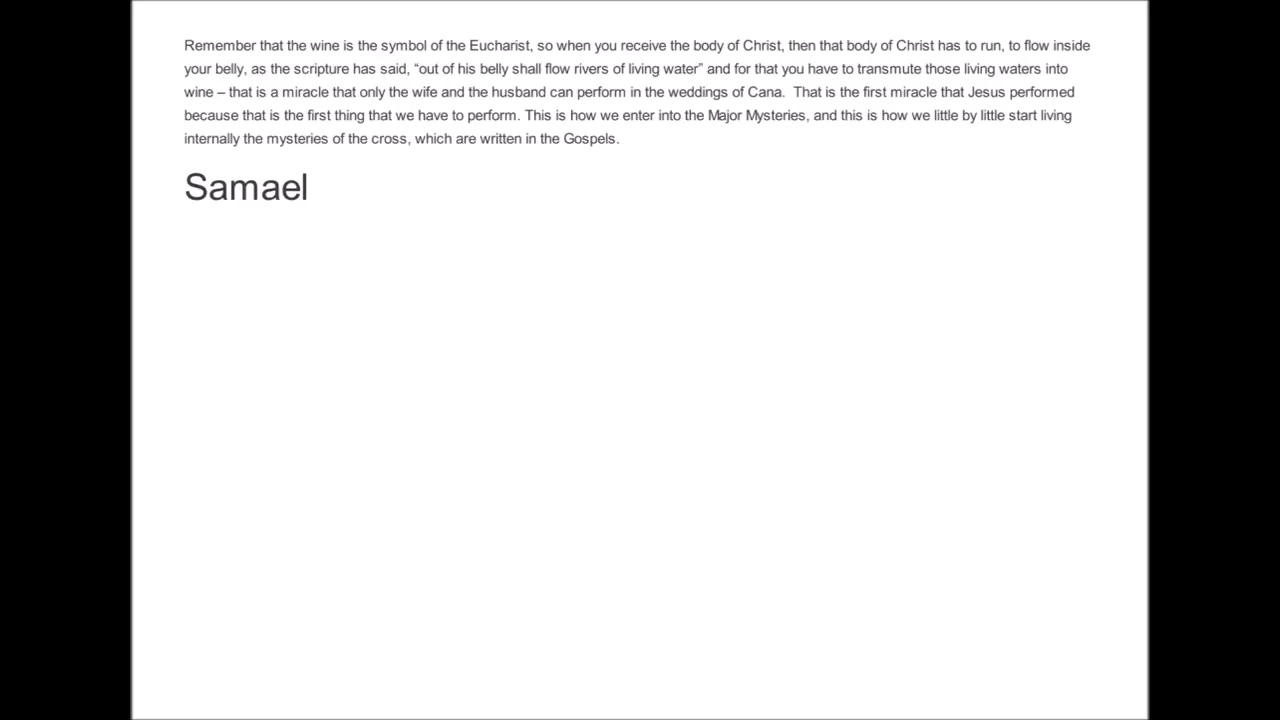 Remember that the wine is the symbol of the Eucharist, so when you receive the body of Christ, then that body of Christ has to run, to flow inside
your belly, as the scripture has said, “out of his belly shall flow rivers of living water” and for that you have to transmute those living waters into
wine – that is a miracle that only the wife and the husband can perform in the weddings of Cana.  That is the first miracle that Jesus performed
because that is the first thing that we have to perform. This is how we enter into the Major Mysteries, and this is how we little by little start living
internally the mysteries of the cross, which are written in the Gospels.
Samael